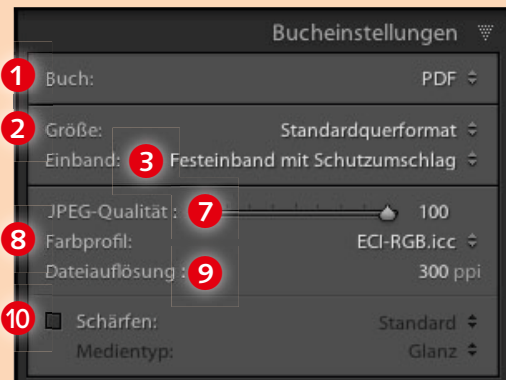 Bucheinstellungen
1 Buch: PDF
2 Größe: Standardquerformat
Einband: 3 Festeinband mit Schutzumschlag
JPEG-Qualität : 7 100
8 Farbprofil: ECI-RGB.icc
Dateiauflösung : 9 300 ppi
10 Schärfen: Standard
Medientyp: Glanz